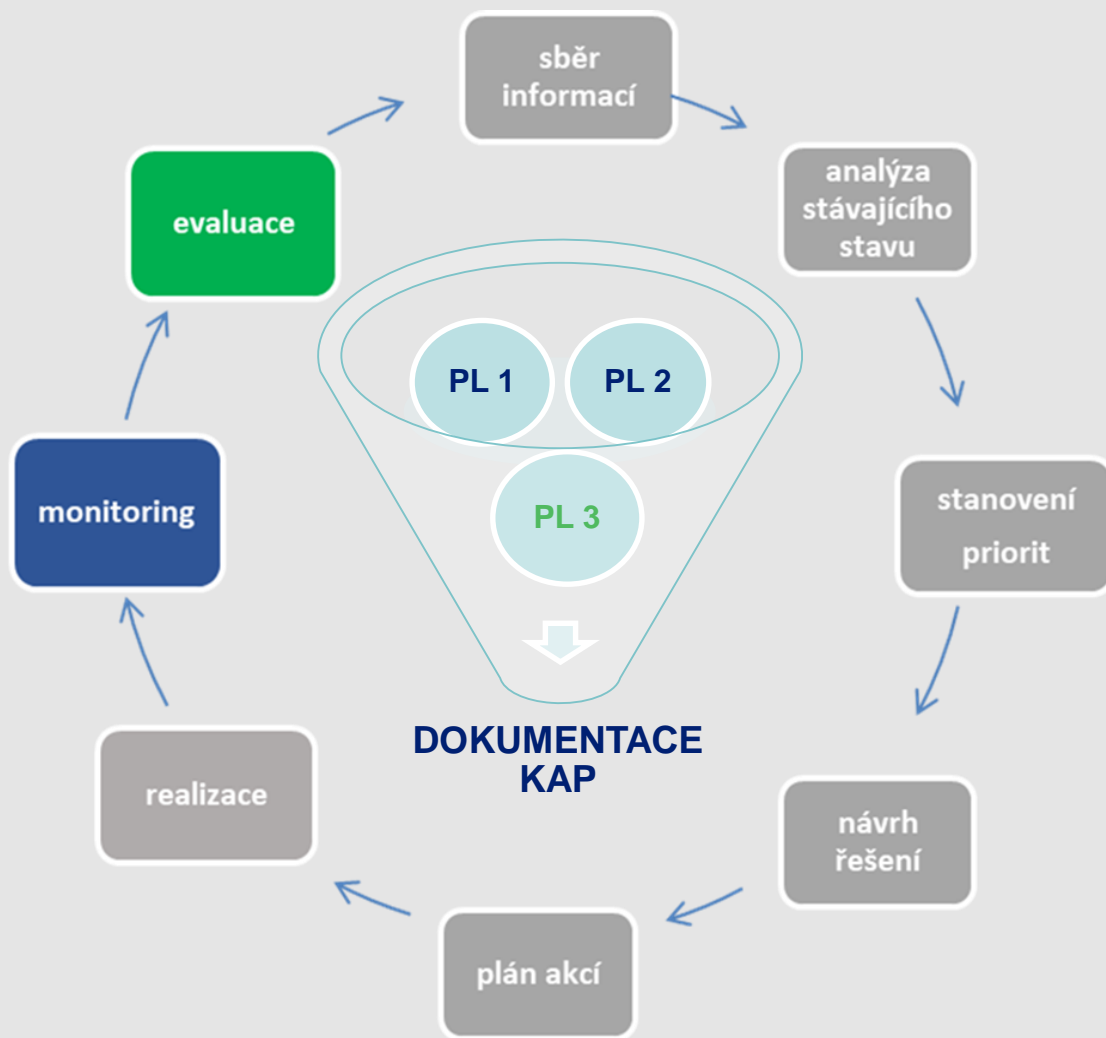 sběr
informací
analýza
stávajícího
stavu
stanovení
priorit
návrh
řešení
plán akcí
realizace
monitoring
evaluace
PL 1
PL 2
PL 3
DOKUMENTACE
KAP